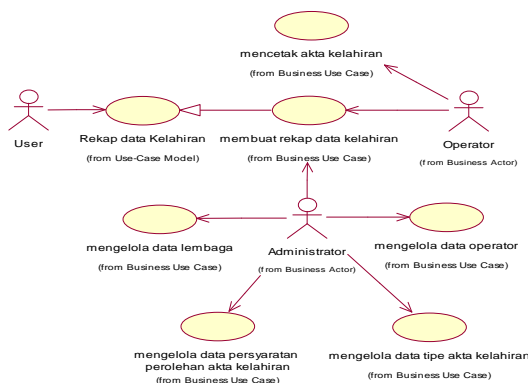 mencetak akta kelahiran
(from Business Use Case)
User
Rekap data Kelahiran
(from Use-Case Model)
membuat rekap data kelahiran
(from Business Use Case)
Operator
(from Business Actor)
mengelola data lembaga
(from Business Use Case)
Administrator
(from Business Actor)
mengelola data operator
(from Business Use Case)
mengelola data persyaratan
perolehan akta kelahiran
(from Business Use Case)
mengelola data tipe akta kelahiran
(from Business Use Case)